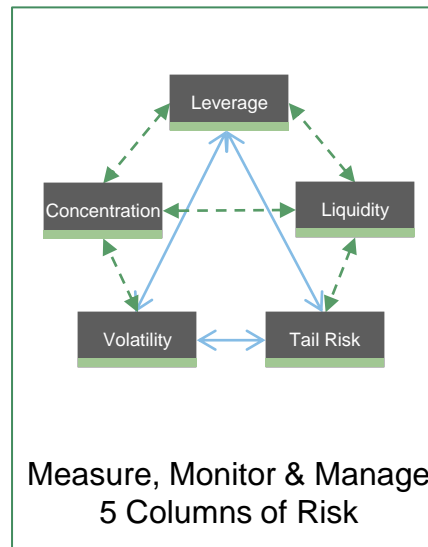 Leverage
Concentration
Liquidity
Volatility
Tail Risk
Measure, Monitor & Manage
5 Columns of Risk